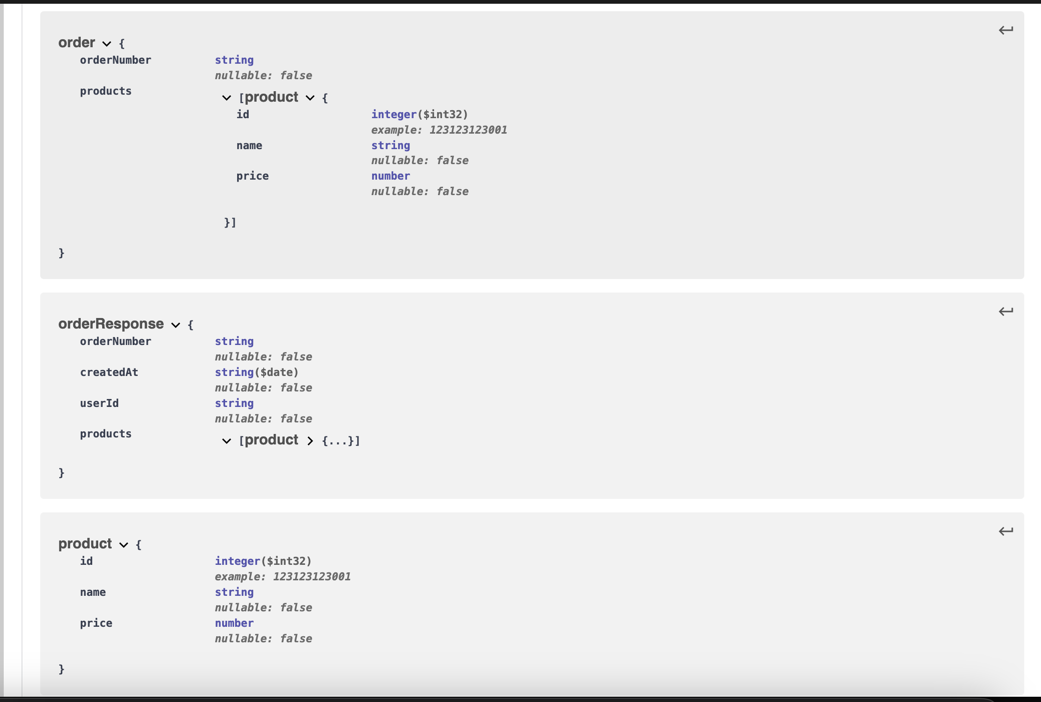 order {
orderNumber string
nullable: false
products
[product {
id integer($int32)
example: 123123123001
name string
nullable: false
price number
nullable: false
}]
}
orderResponse {
orderNumber string
nullable: false
createdAt string($date)
nullable: false
userId string
nullable: false
products
[product > {...}]
}
product {
id integer($int32)
example: 123123123001
name string
nullable: false
price number
nullable: false
}